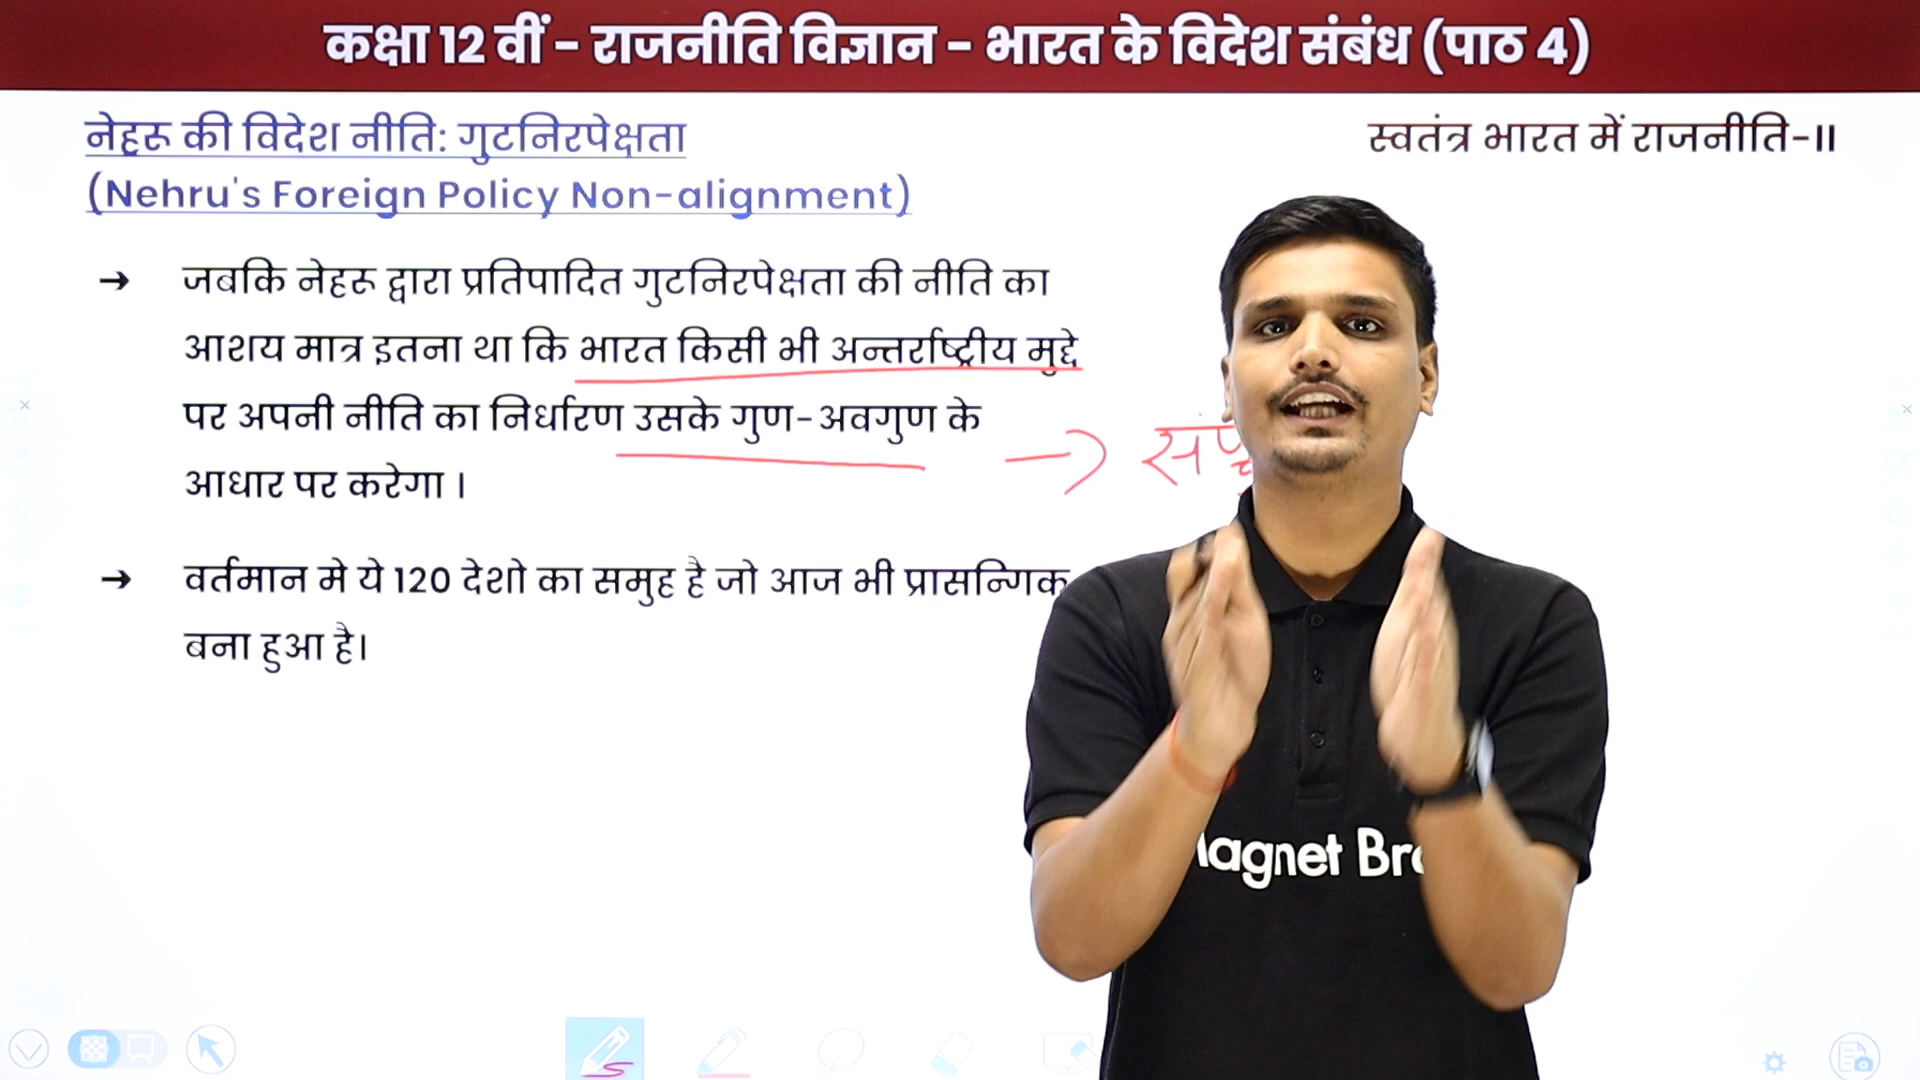 कक्षा 12 वीं - राजनीति विज्ञान - भारत के विदेश संबंध (पाठ 4)
नेहरू की विदेश नीति: गुटनिरपेक्षता
(Nehru's Foreign Policy Non-alignment)
स्वतंत्र भारत में राजनीति-II
→ जबकि नेहरू द्वारा प्रतिपादित गुटनिरपेक्षता की नीति का
आशय मात्र इतना था कि भारत किसी भी अन्तर्राष्ट्रीय मुद्दे
पर अपनी नीति का निर्धारण उसके गुण-अवगुण के
आधार पर करेगा ।
→ वर्तमान मे ये 120 देशो का समुह है जो आज भी प्रासन्गिक
बना हुआ है।